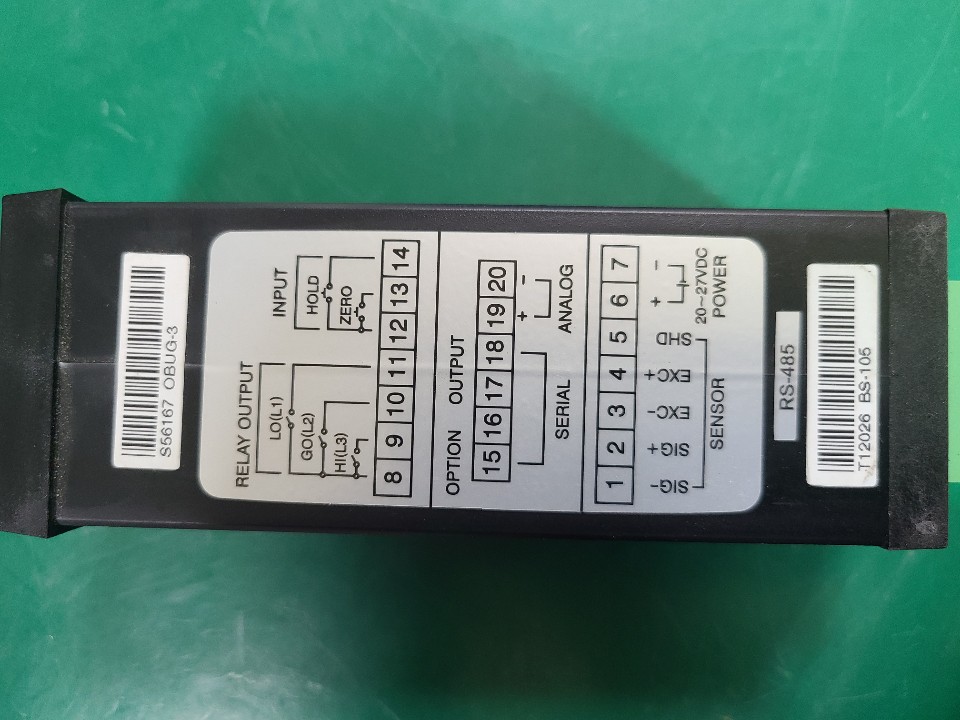 S56167 OBUG-3
RELAY OUTPUT
INPUT
LO(L1)
GO(L2)
HI(L3)
HOLD
ZERO
8 9 10 11 12 13 14
OPTION OUTPUT
15 16 17 18 19 20
+ -
SERIAL
ANALOG
1 2 3 4 5 6 7
SIG- SIG+ EXC- EXC+ SHD
+ -
SENSOR
20~27VDC
POWER
RS-485
T12026 BS-105